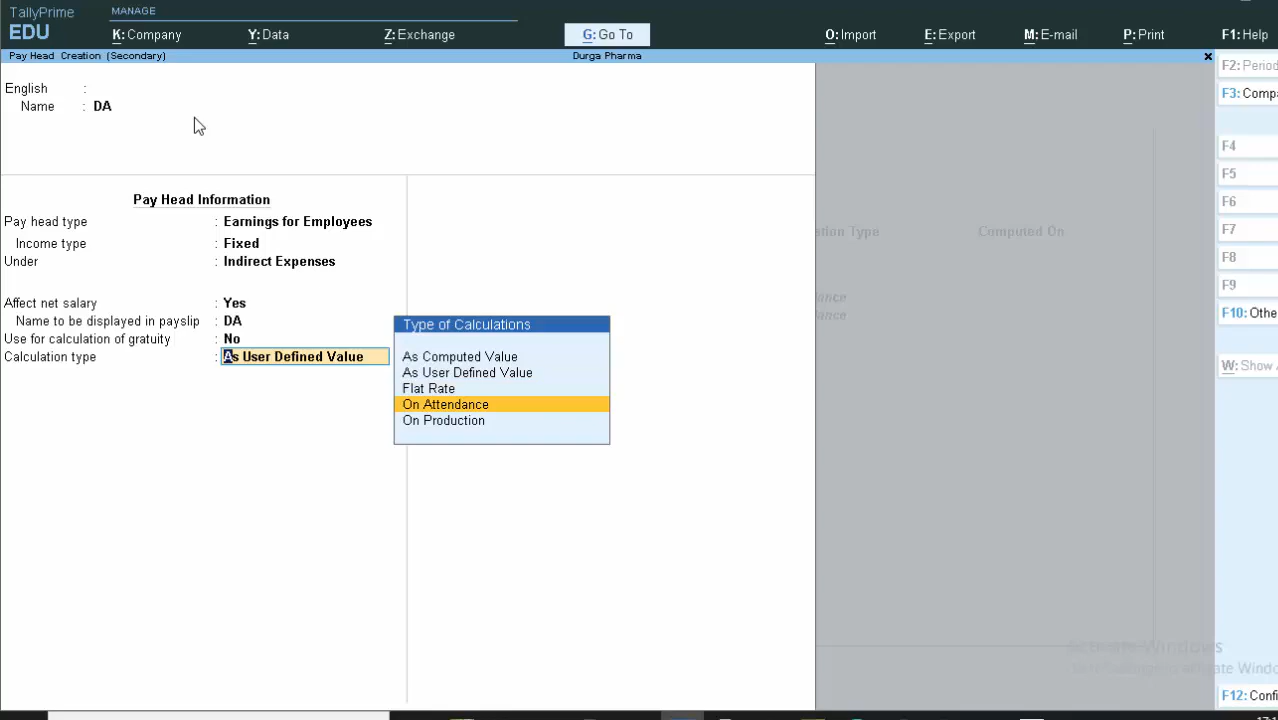 TallyPrime
MANAGE
EDU
K: Company
Y: Data
Z: Exchange
G: Go To
O: Import
E: Export
M: E-mail
P: Print
F1: Help
Pay Head Creation (Secondary)
Durga Pharma
x
F2: Period
F3: Compa
English :
Name : DA
F4
F5
F6
F7
F8
F9
F10: Othe
W: Show
F12: Confi
Pay Head Information
Pay head type : Earnings for Employees
Income type : Fixed
Under : Indirect Expenses
Affect net salary : Yes
Name to be displayed in payslip : DA
Use for calculation of gratuity : No
Calculation type : As User Defined Value
Type of Calculations
As Computed Value
As User Defined Value
Flat Rate
On Attendance
On Production
ation Type
Computed On
dance
dance